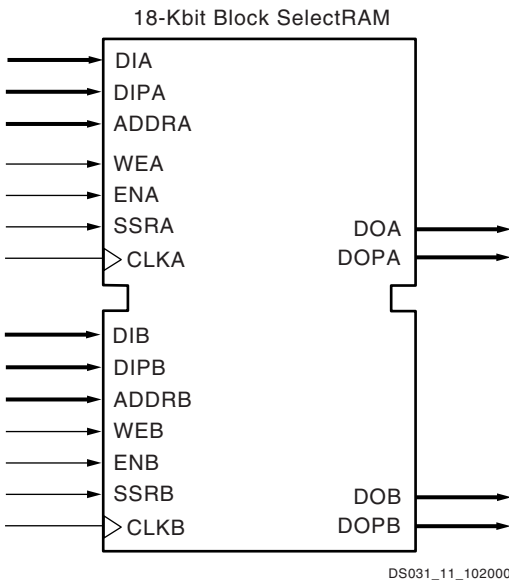 18-Kbit Block SelectRAM
DIA
DIPA
ADDRA
WEA
ENA
SSRA
DOA
CLKA
DOPA
DIB
DIPB
ADDRB
WEB
ENB
SSRB
DOB
CLKB
DOPB
DS031_11_102000